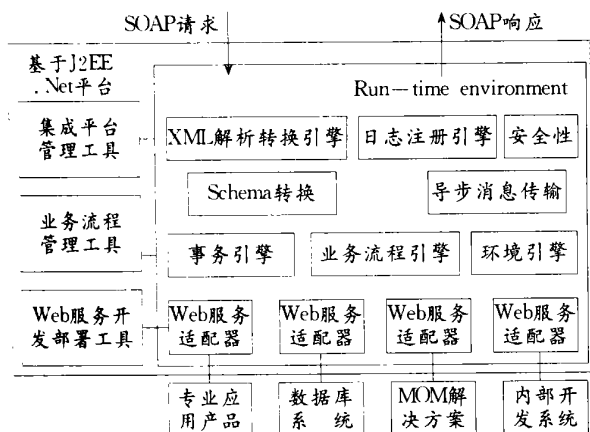 SOAP请求
SOAP响应
基于J2EE
.Net平台
Run—time environment
集成平台
管理工具
XML解析转换引擎
日志注册引擎
安全性
Schema转换
导步消息传输
业务流程
管理工具
事务引擎
业务流程引擎
环境引擎
Web服务开
发部署工具
Web服务
适配器
Web服务
适配器
Web服务
适配器
Web服务
适配器
专业应
用产品
数据库
系 统
MOM解
决方案
内部开
发系统